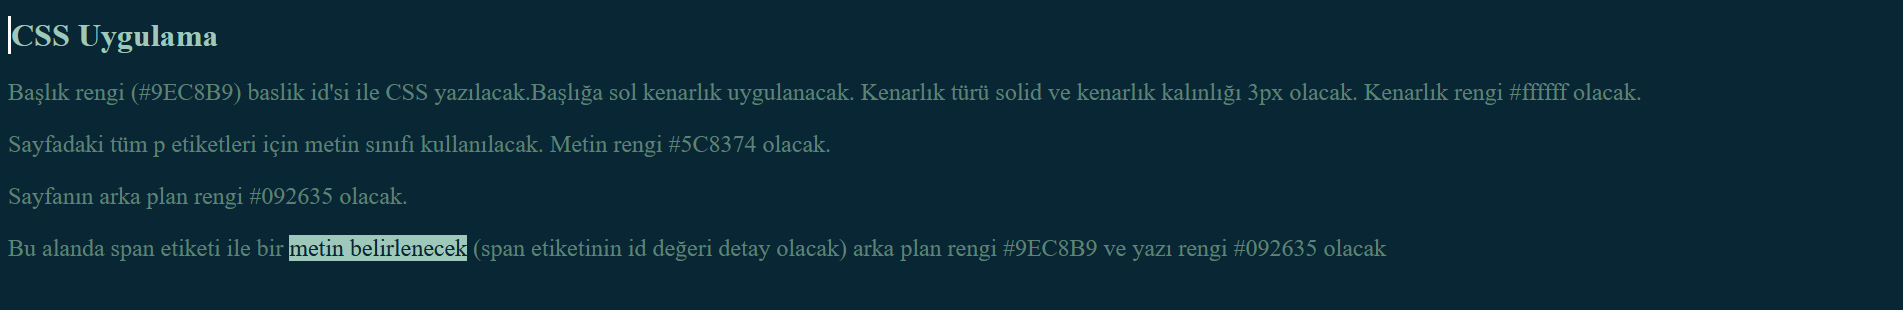 CSS Uygulama
Başlık rengi (#9EC8B9) baslik id'si ile CSS yazılacak.Başlığa sol kenarlık uygulanacak. Kenarlık türü solid ve kenarlık kalınlığı 3px olacak. Kenarlık rengi #ffffff olacak.
Sayfadaki tüm p etiketleri için metin sınıfı kullanılacak. Metin rengi #5C8374 olacak.
Sayfanın arka plan rengi #092635 olacak.
Bu alanda span etiketi ile bir metin belirlenecek (span etiketinin id değeri detay olacak) arka plan rengi #9EC8B9 ve yazı rengi #092635 olacak